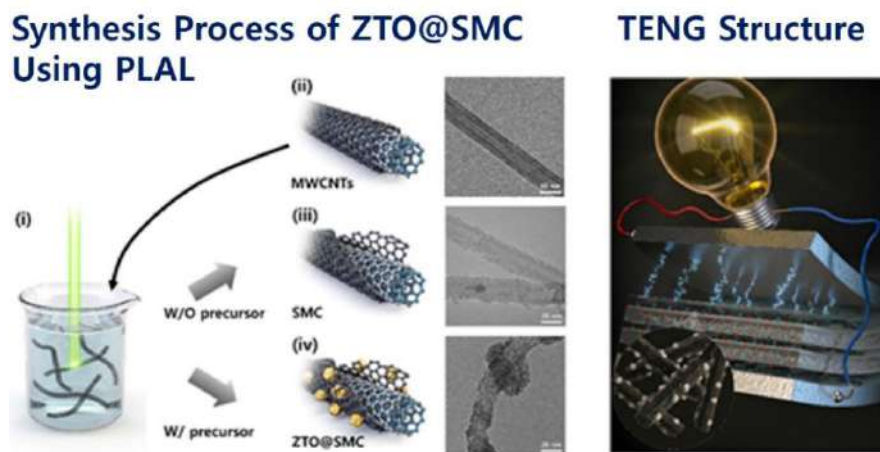 Synthesis Process of ZTO@SMC
Using PLAL
TENG Structure
(i)
(ii)
MWCNTs
(iii)
W/O precursor
SMC
(iv)
W/ precursor
ZTO@SMC